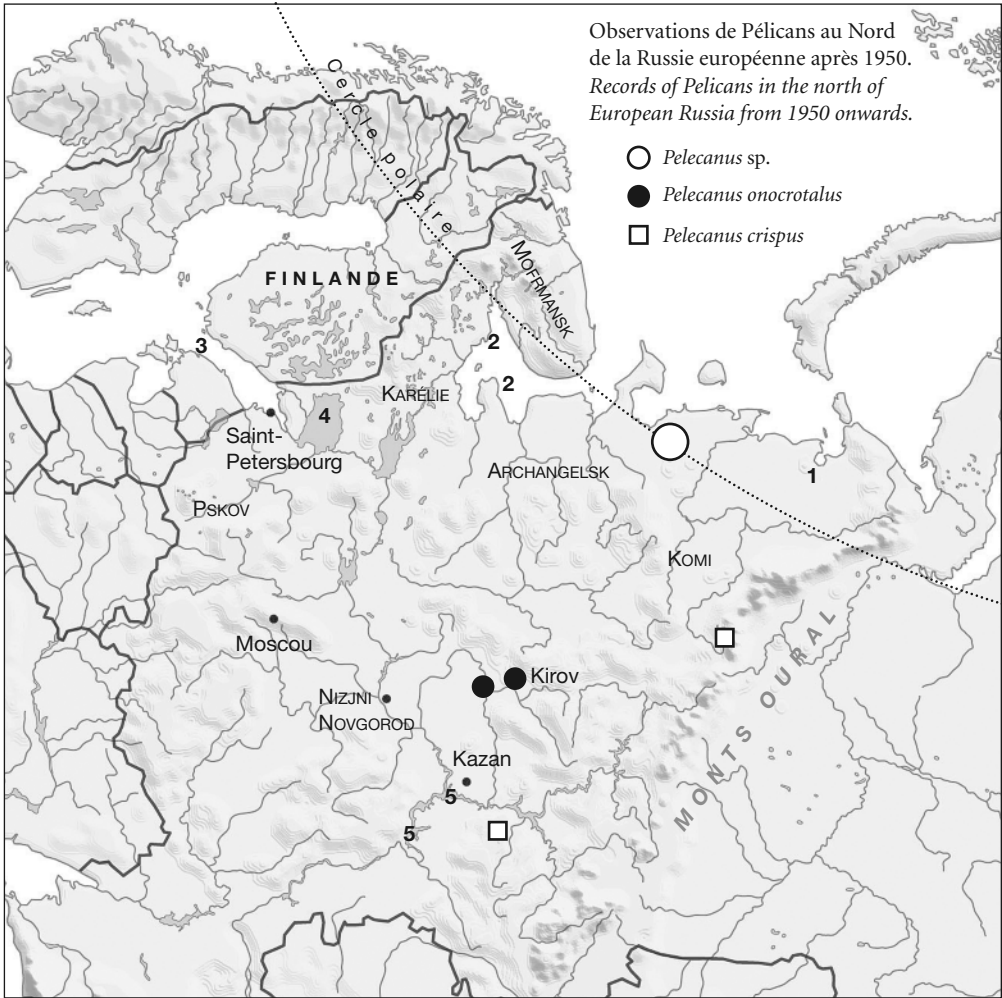 Observations de Pélicans au Nord
de la Russie européenne après 1950.
Records of Pelicans in the north of
European Russia from 1950 onwards.
Pelecanus sp.
Pelecanus onocrotalus
Pelecanus crispus
Cercle polaire
MOFRMANSK
FINLANDE
3
2
2
KARÉLIE
4
Saint-
Petersbourg
ARCHANGELSK
1
PSKOV
KOMI
Moscou
Kirov
NIZJNI
NOVGOROD
MONTS OURAL
Kazan
5
5